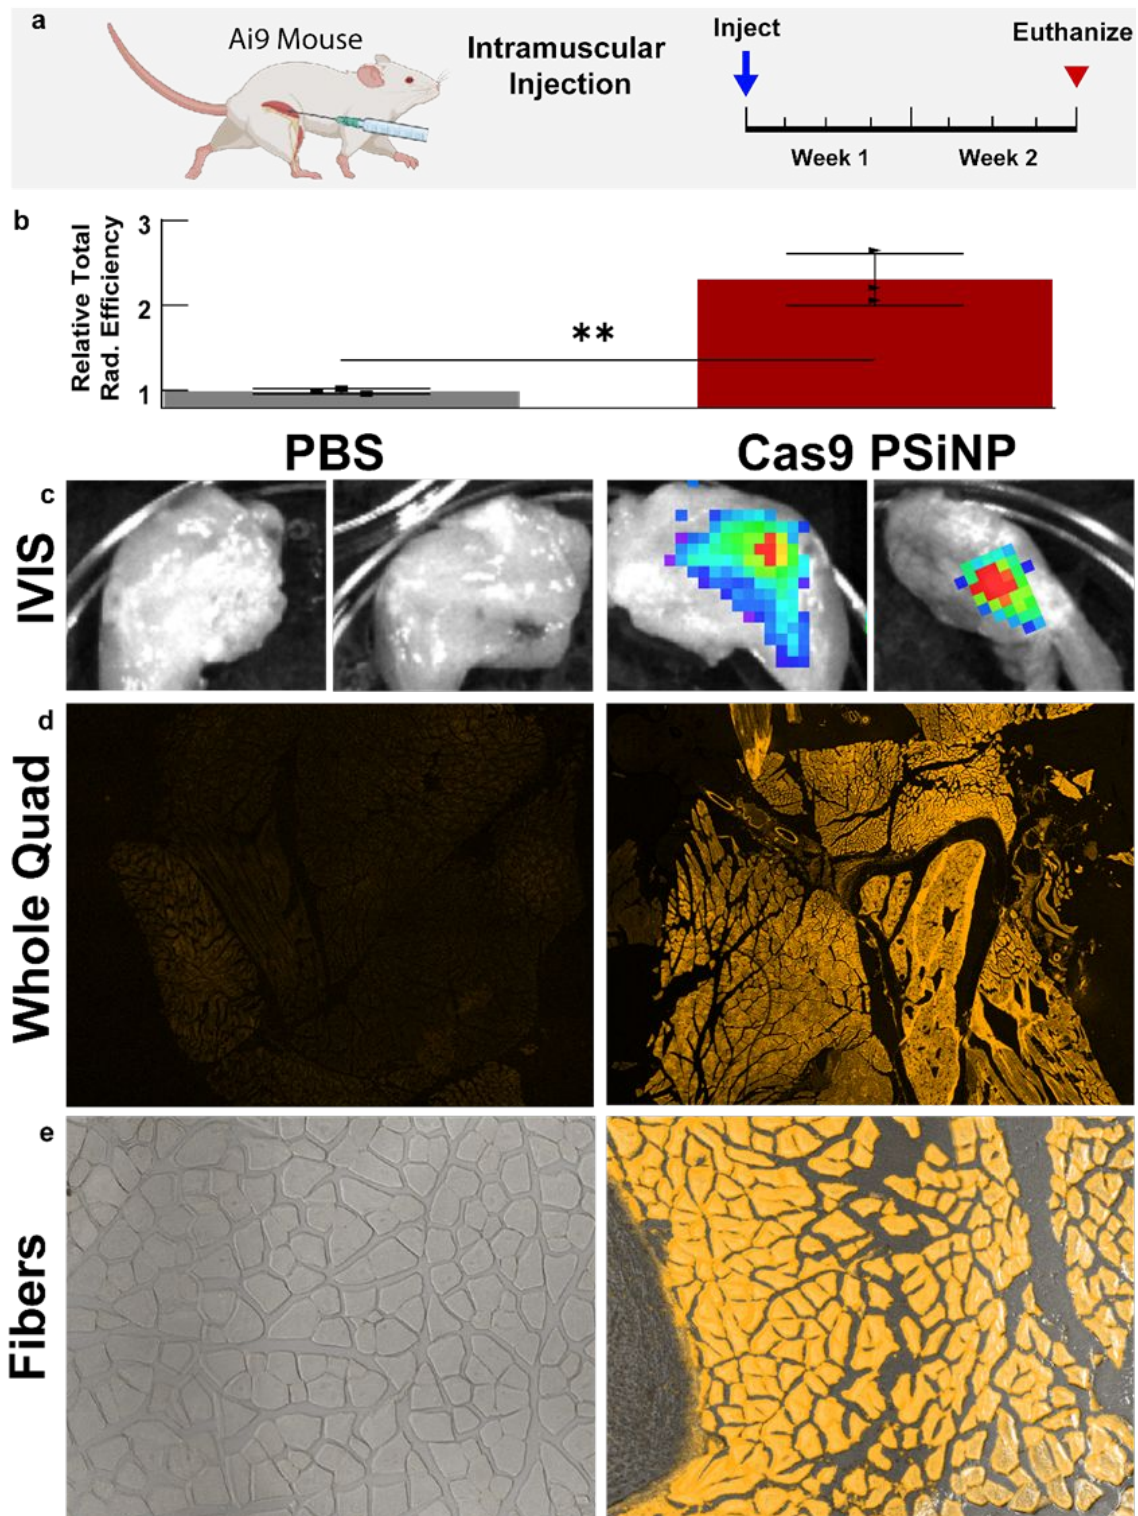 a
Ai9 Mouse
Intramuscular
Injection
Inject
Euthanize
Week 1
Week 2
b
Relative Total
Rad. Efficiency
3
2
1
**
PBS
Cas9 PSiNP
c
IVIS
d
Whole Quad
e
Fibers